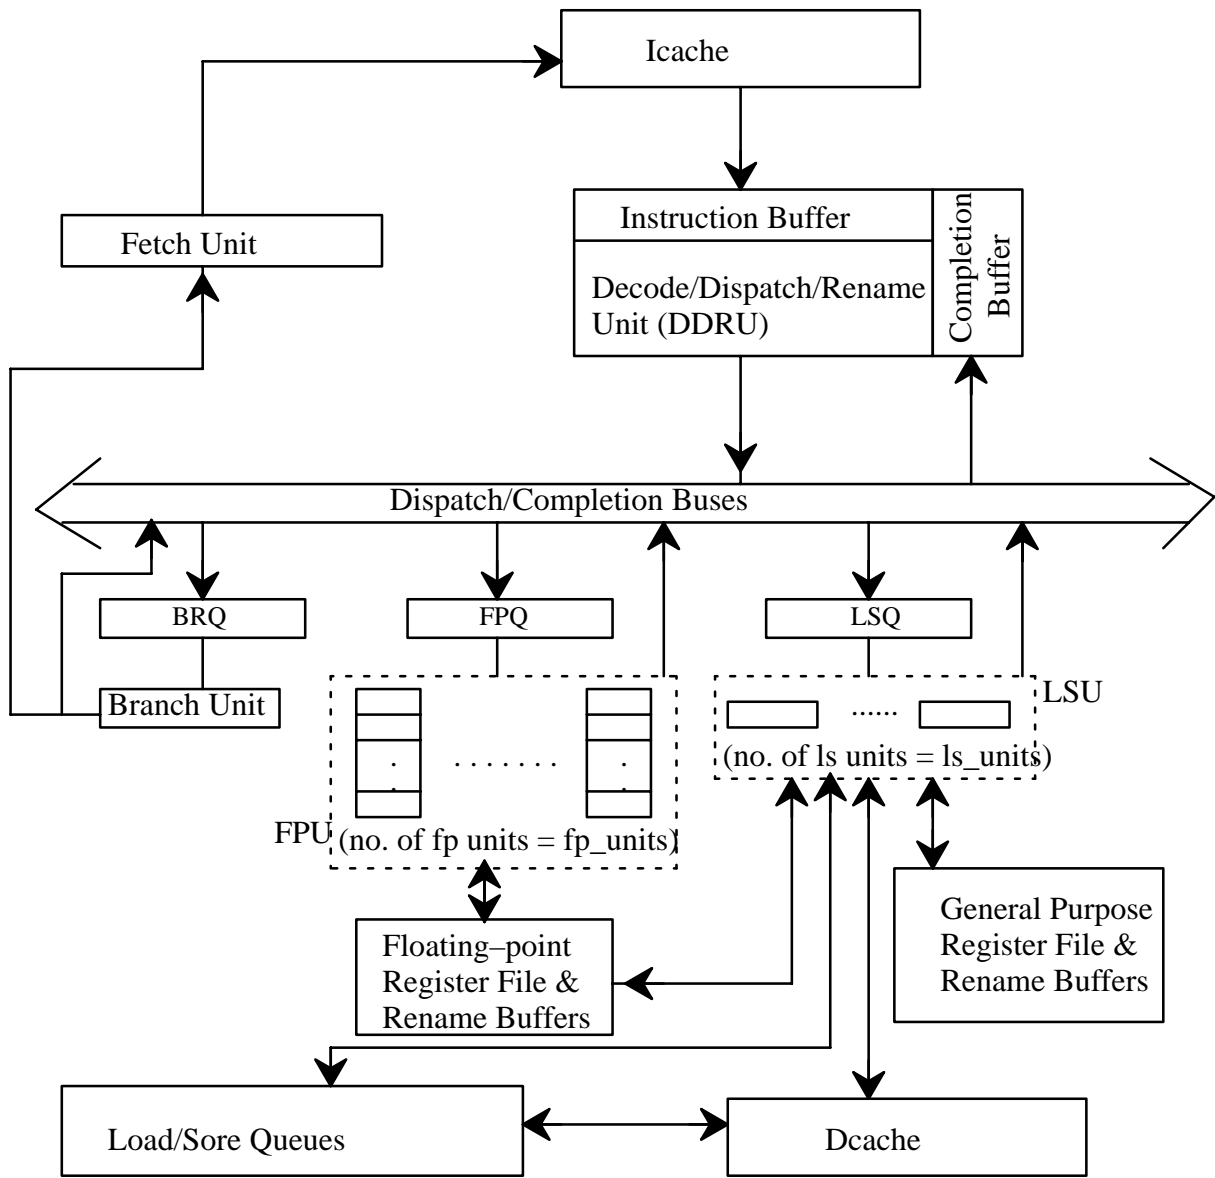 Icache
Instruction Buffer
Completion
Buffer
Fetch Unit
Decode/Dispatch/Rename
Unit (DDRU)
Dispatch/Completion Buses
BRQ
FPQ
LSQ
Branch Unit
LSU
. . . . . . .
......
(no. of ls units = ls_units)
FPU
(no. of fp units = fp_units)
General Purpose
Register File &
Rename Buffers
Floating–point
Register File &
Rename Buffers
Load/Sore Queues
Dcache